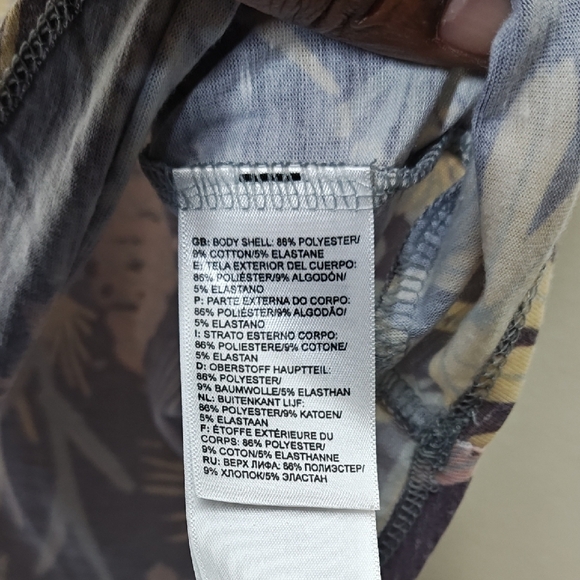 GB: BODY SHELL: 86% POLYESTER/
9% COTTON/5% ELASTANE
E: TELA EXTERIOR DEL CUERPO:
86% POLIÉSTER/9% ALGODÓN/
5% ELASTANO
P: PARTE EXTERNA DO CORPO:
86% POLIÉSTER/9% ALGODÃO/
5% ELASTANO
I: STRATO ESTERNO CORPO:
86% POLIESTERE/9% COTONE/
5% ELASTAN
D: OBERSTOFF HAUPTTEIL:
86% POLYESTER/
9% BAUMWOLLE/5% ELASTHAN
NL: BUITENKANT LIJF:
86% POLYESTER/9% KATOEN/
5% ELASTAAN
F: ÉTOFFE EXTÉRIEURE DU
CORPS: 86% POLYESTER/
9% COTON/5% ÉLASTHANNE
RU: ВЕРХ ЛИФА: 86% ПОЛИЭСТЕР/
9% ХЛОПОК/5% ЭЛАСТАН